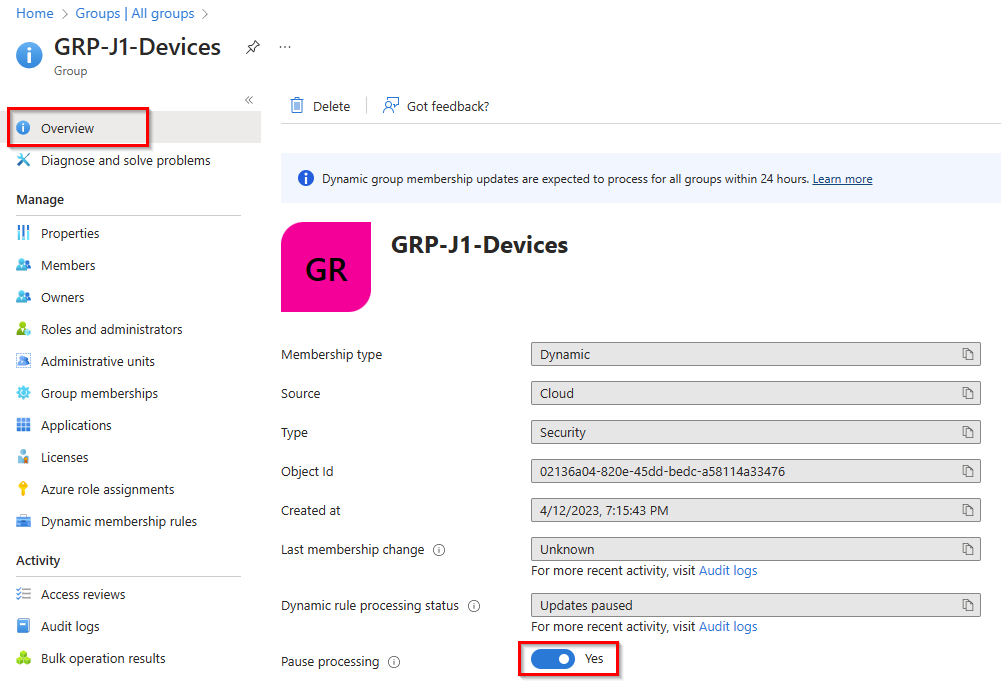 Home > Groups | All groups >
GRP-J1-Devices
Group
Overview
Diagnose and solve problems
Manage
Properties
Members
Owners
Roles and administrators
Administrative units
Group memberships
Applications
Licenses
Azure role assignments
Dynamic membership rules
Activity
Access reviews
Audit logs
Bulk operation results
Delete
Got feedback?
Dynamic group membership updates are expected to process for all groups within 24 hours. Learn more
GR
GRP-J1-Devices
Membership type Dynamic
Source Cloud
Type Security
Object Id 02136a04-820e-45dd-bedc-a58114a33476
Created at 4/12/2023, 7:15:43 PM
Last membership change Unknown
For more recent activity, visit Audit logs
Dynamic rule processing status Updates paused
For more recent activity, visit Audit logs
Pause processing Yes